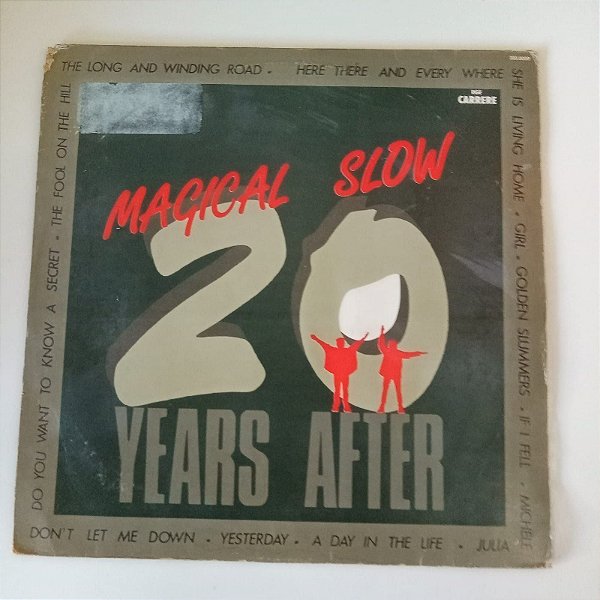 THE LONG AND WINDING ROAD • HERE THERE AND EVERY WHERE
SHE IS LIVING HOME • GIRL • GOLDEN SLUMMERS • IF I FELL • MICHÈLE
DON'T LET ME DOWN • YESTERDAY • A DAY IN THE LIFE • JULIA
DO YOU WANT TO KNOW A SECRET • THE FOOL ON THE HILL
CARRERE
MAGICAL SLOW
20
YEARS AFTER